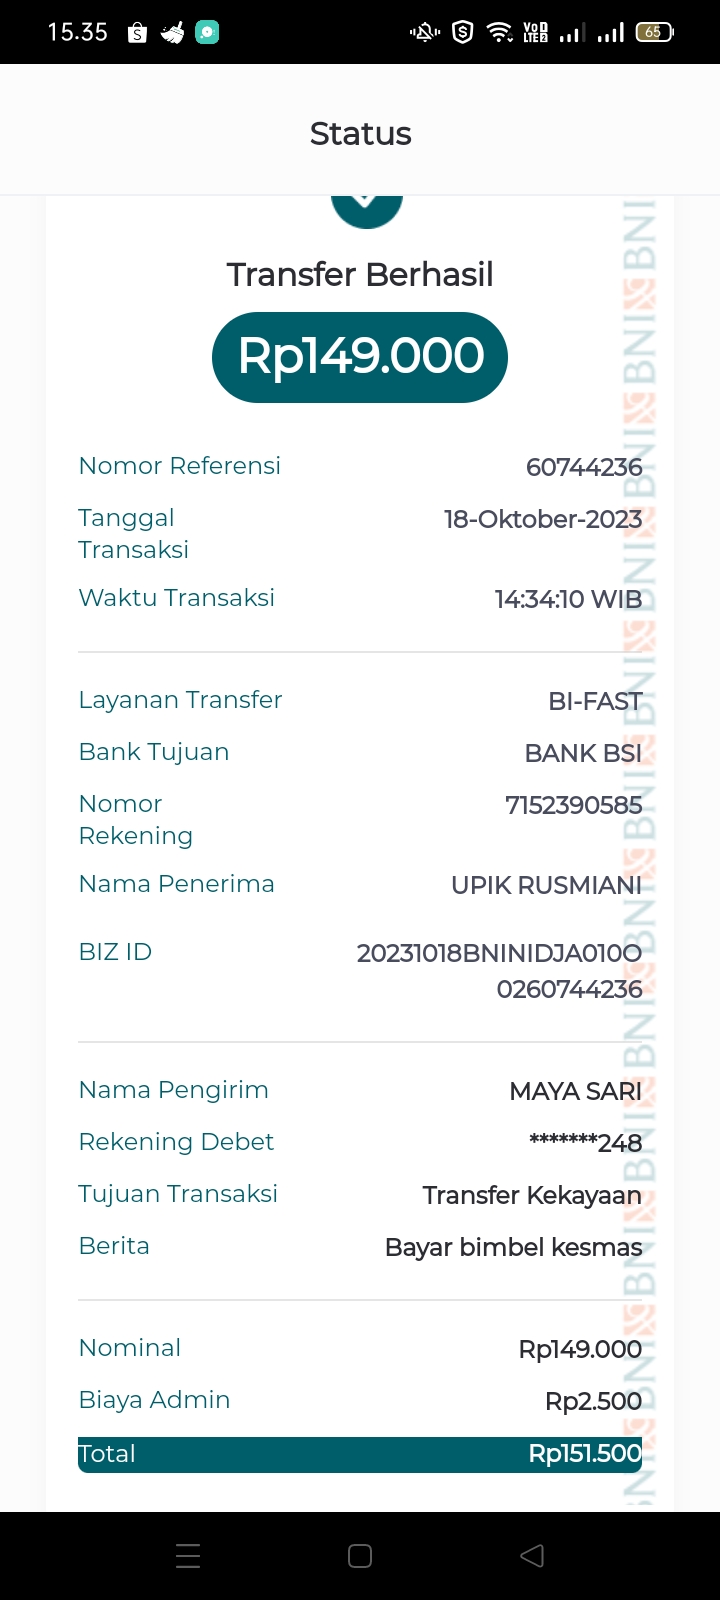 15.35
VoD
LTE2
65
Status
Transfer Berhasil
Rp149.000
Nomor Referensi 60744236
Tanggal 18-Oktober-2023
Transaksi
Waktu Transaksi 14:34:10 WIB
Layanan Transfer BI-FAST
Bank Tujuan BANK BSI
Nomor 7152390585
Rekening
Nama Penerima UPIK RUSMIANI
BIZ ID 20231018BNINIDJA010O
0260744236
Nama Pengirim MAYA SARI
Rekening Debet *******248
Tujuan Transaksi Transfer Kekayaan
Berita Bayar bimbel kesmas
Nominal Rp149.000
Biaya Admin Rp2.500
Total Rp151.500
BNI BNI BNI BNI BNI BNI BNI BNI BNI BNI BNI BNI